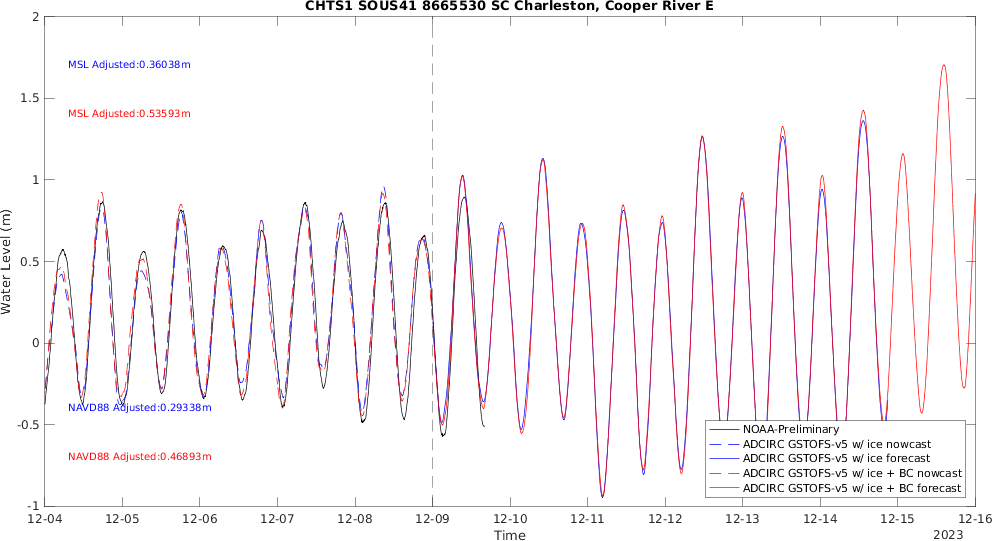 CHTS1 SOUS41 8665530 SC Charleston, Cooper River E
2
1.5
1
0.5
0
-0.5
-1
Water Level (m)
MSL Adjusted:0.36038m
MSL Adjusted:0.53593m
NAVD88 Adjusted:0.29338m
NAVD88 Adjusted:0.46893m
NOAA-Preliminary
ADCIRC GSTOFS-v5 w/ ice nowcast
ADCIRC GSTOFS-v5 w/ ice forecast
ADCIRC GSTOFS-v5 w/ ice + BC nowcast
ADCIRC GSTOFS-v5 w/ ice + BC forecast
12-04 12-05 12-06 12-07 12-08 12-09 12-10 12-11 12-12 12-13 12-14 12-15 12-16
Time
2023